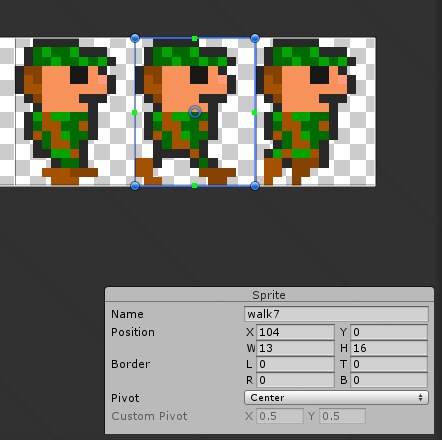 Sprite
Name walk7
Position X 104 Y 0
W 13 H 16
Border L 0 T 0
R 0 B 0
Pivot Center
Custom Pivot X 0.5 Y 0.5